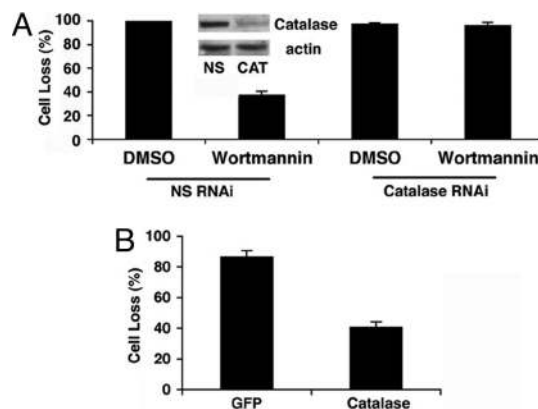 A
Cell Loss (%)
100
80
60
40
20
0
Catalase
actin
NS CAT
DMSO Wortmannin DMSO Wortmannin
NS RNAi Catalase RNAi
B
Cell Loss (%)
100
80
60
40
20
0
GFP Catalase